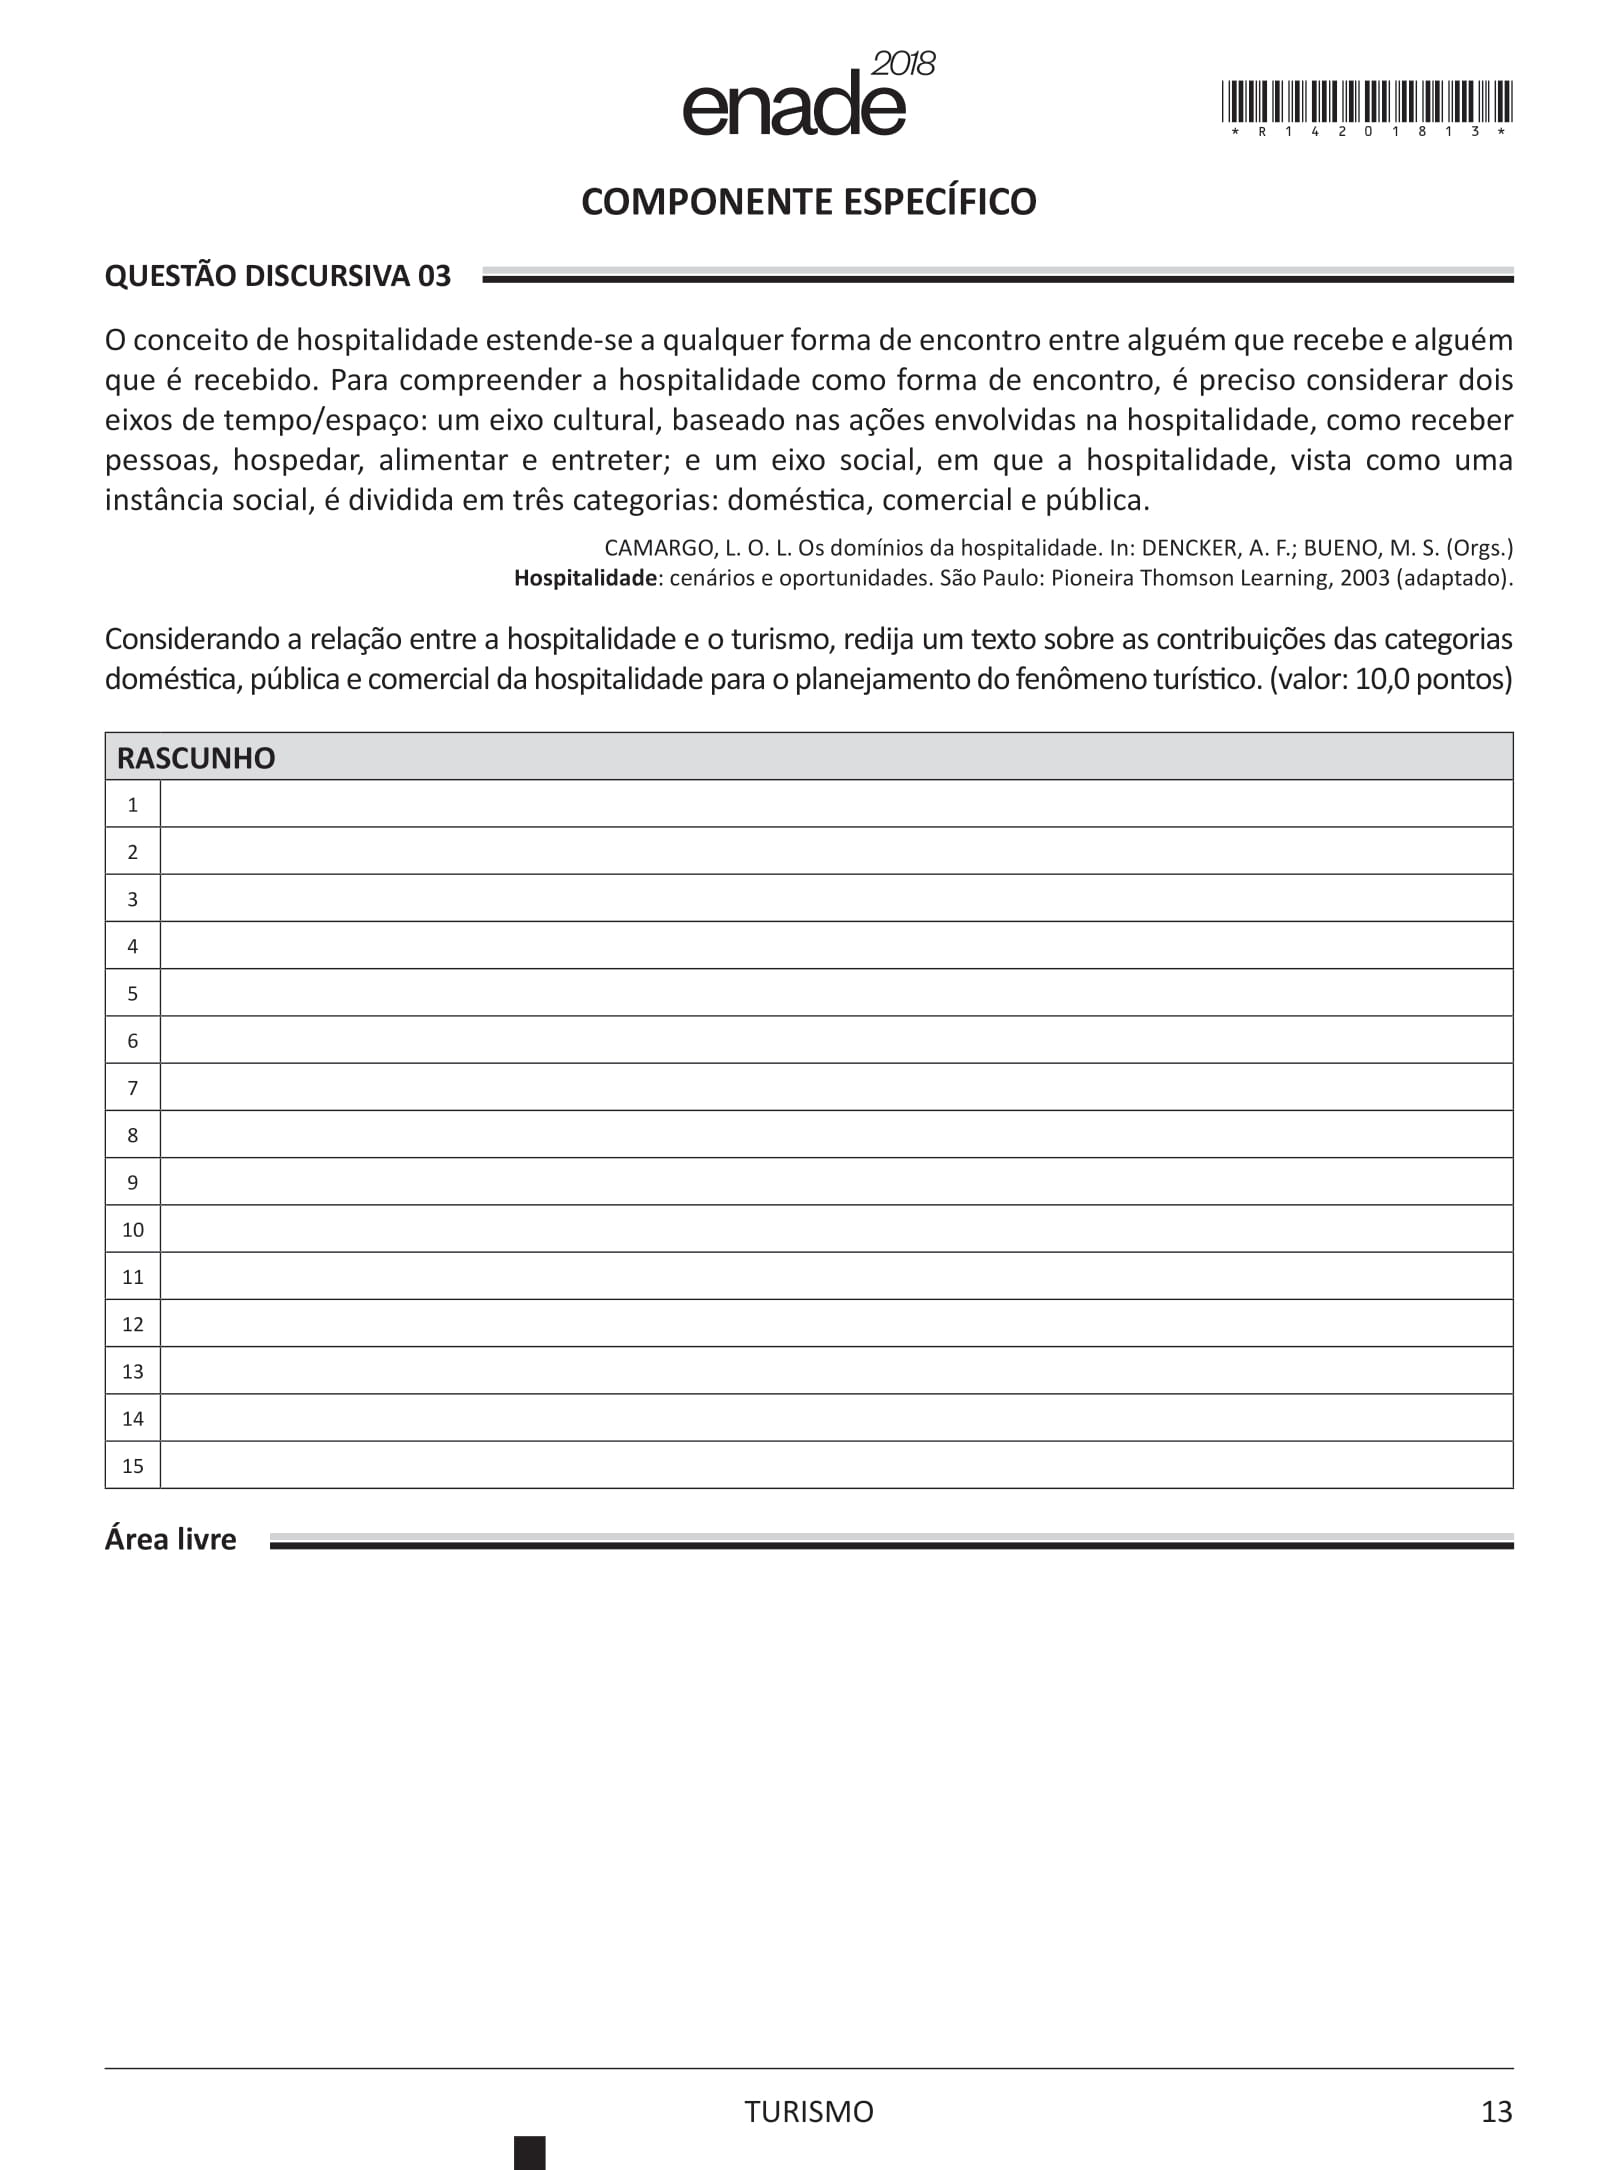 enade 2018
*R14201813*
COMPONENTE ESPECÍFICO
QUESTÃO DISCURSIVA 03
O conceito de hospitalidade estende-se a qualquer forma de encontro entre alguém que recebe e alguém
que é recebido. Para compreender a hospitalidade como forma de encontro, é preciso considerar dois
eixos de tempo/espaço: um eixo cultural, baseado nas ações envolvidas na hospitalidade, como receber
pessoas, hospedar, alimentar e entreter; e um eixo social, em que a hospitalidade, vista como uma
instância social, é dividida em três categorias: doméstica, comercial e pública.
CAMARGO, L. O. L. Os domínios da hospitalidade. In: DENCKER, A. F.; BUENO, M. S. (Orgs.)
Hospitalidade: cenários e oportunidades. São Paulo: Pioneira Thomson Learning, 2003 (adaptado).
Considerando a relação entre a hospitalidade e o turismo, redija um texto sobre as contribuições das categorias
doméstica, pública e comercial da hospitalidade para o planejamento do fenômeno turístico. (valor: 10,0 pontos)
RASCUNHO
1
2
3
4
5
6
7
8
9
10
11
12
13
14
15
Área livre
TURISMO
13